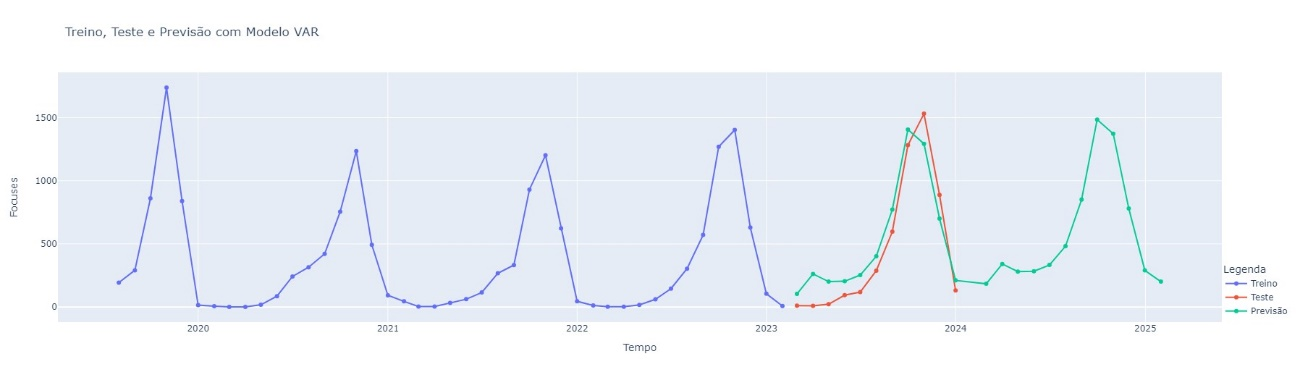 Treino, Teste e Previsão com Modelo VAR
Focuses
1500
1000
500
0
2020
2021
2022
2023
2024
2025
Tempo
Legenda
Treino
Teste
Previsão